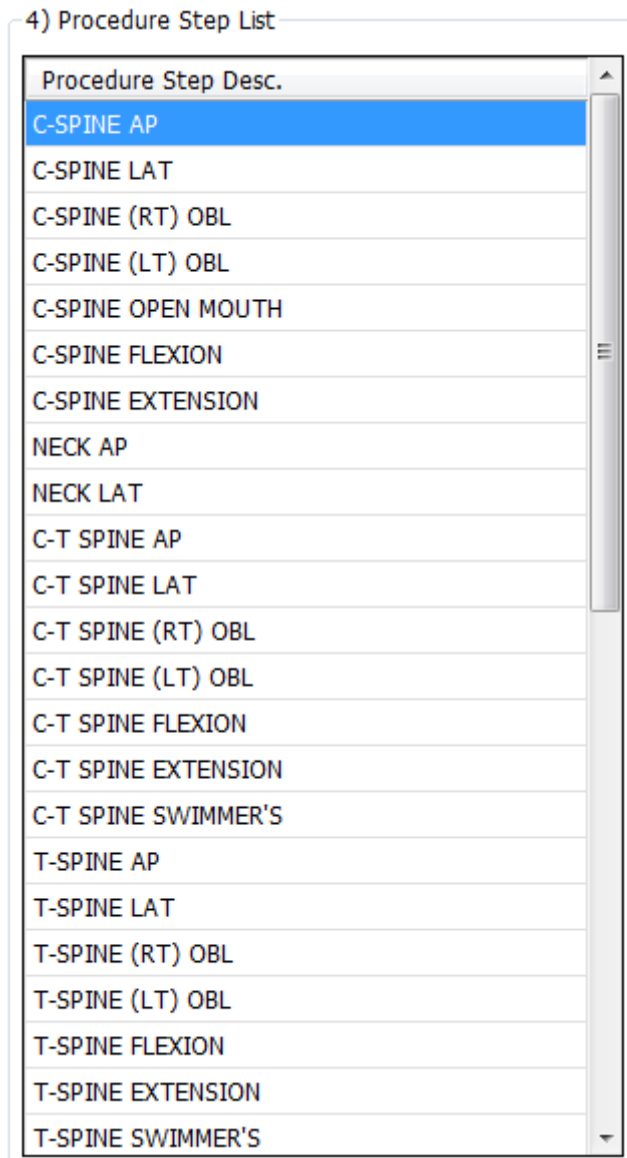 4) Procedure Step List
Procedure Step Desc.
C-SPINE AP
C-SPINE LAT
C-SPINE (RT) OBL
C-SPINE (LT) OBL
C-SPINE OPEN MOUTH
C-SPINE FLEXION
C-SPINE EXTENSION
NECK AP
NECK LAT
C-T SPINE AP
C-T SPINE LAT
C-T SPINE (RT) OBL
C-T SPINE (LT) OBL
C-T SPINE FLEXION
C-T SPINE EXTENSION
C-T SPINE SWIMMER'S
T-SPINE AP
T-SPINE LAT
T-SPINE (RT) OBL
T-SPINE (LT) OBL
T-SPINE FLEXION
T-SPINE EXTENSION
T-SPINE SWIMMER'S